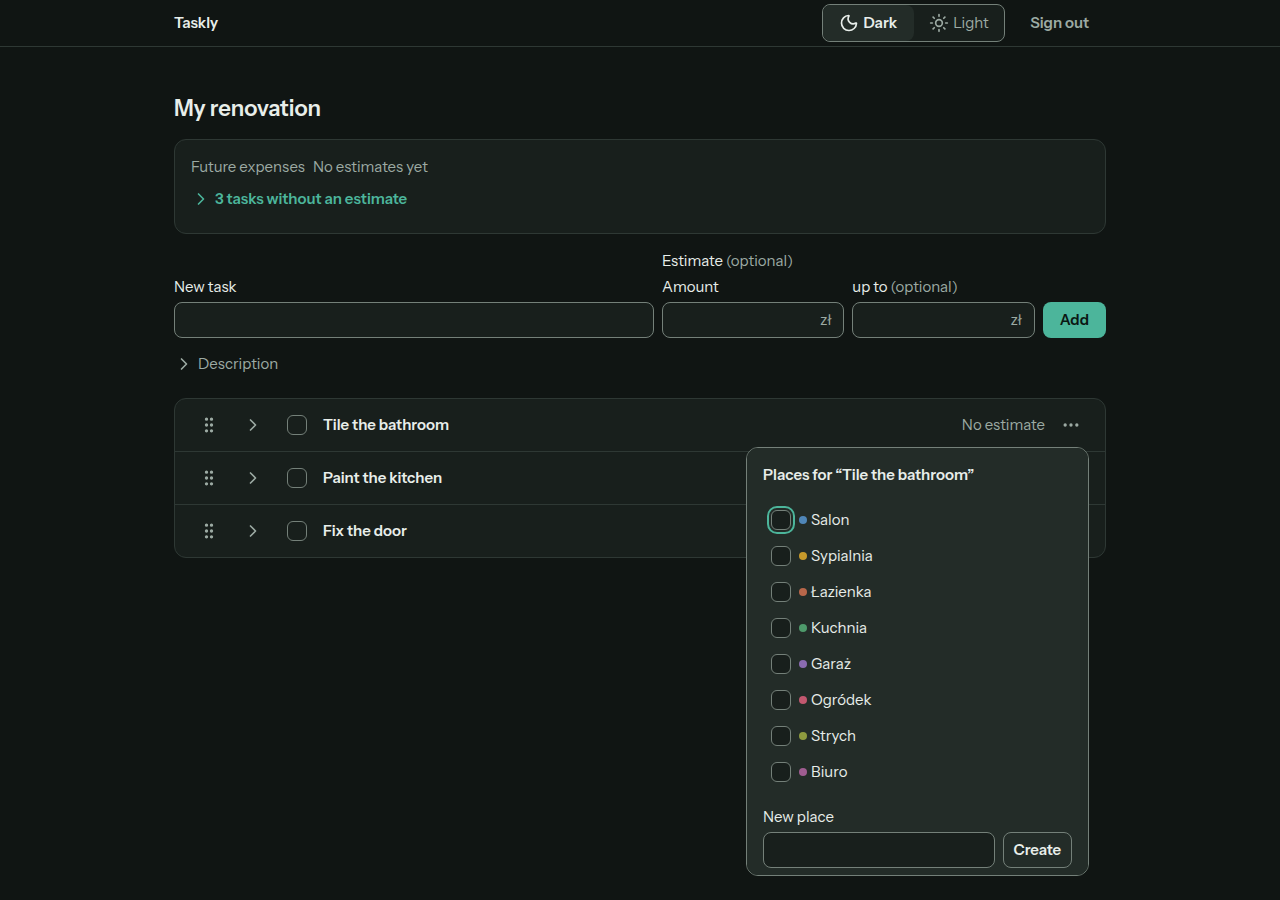 Taskly
Dark Light Sign out
My renovation
Future expenses No estimates yet
3 tasks without an estimate
Estimate (optional)
New task Amount up to (optional)
zł zł Add
Description
Tile the bathroom No estimate
Places for “Tile the bathroom”
Paint the kitchen
Fix the door
Salon
Sypialnia
Łazienka
Kuchnia
Garaż
Ogródek
Strych
Biuro
New place
Create